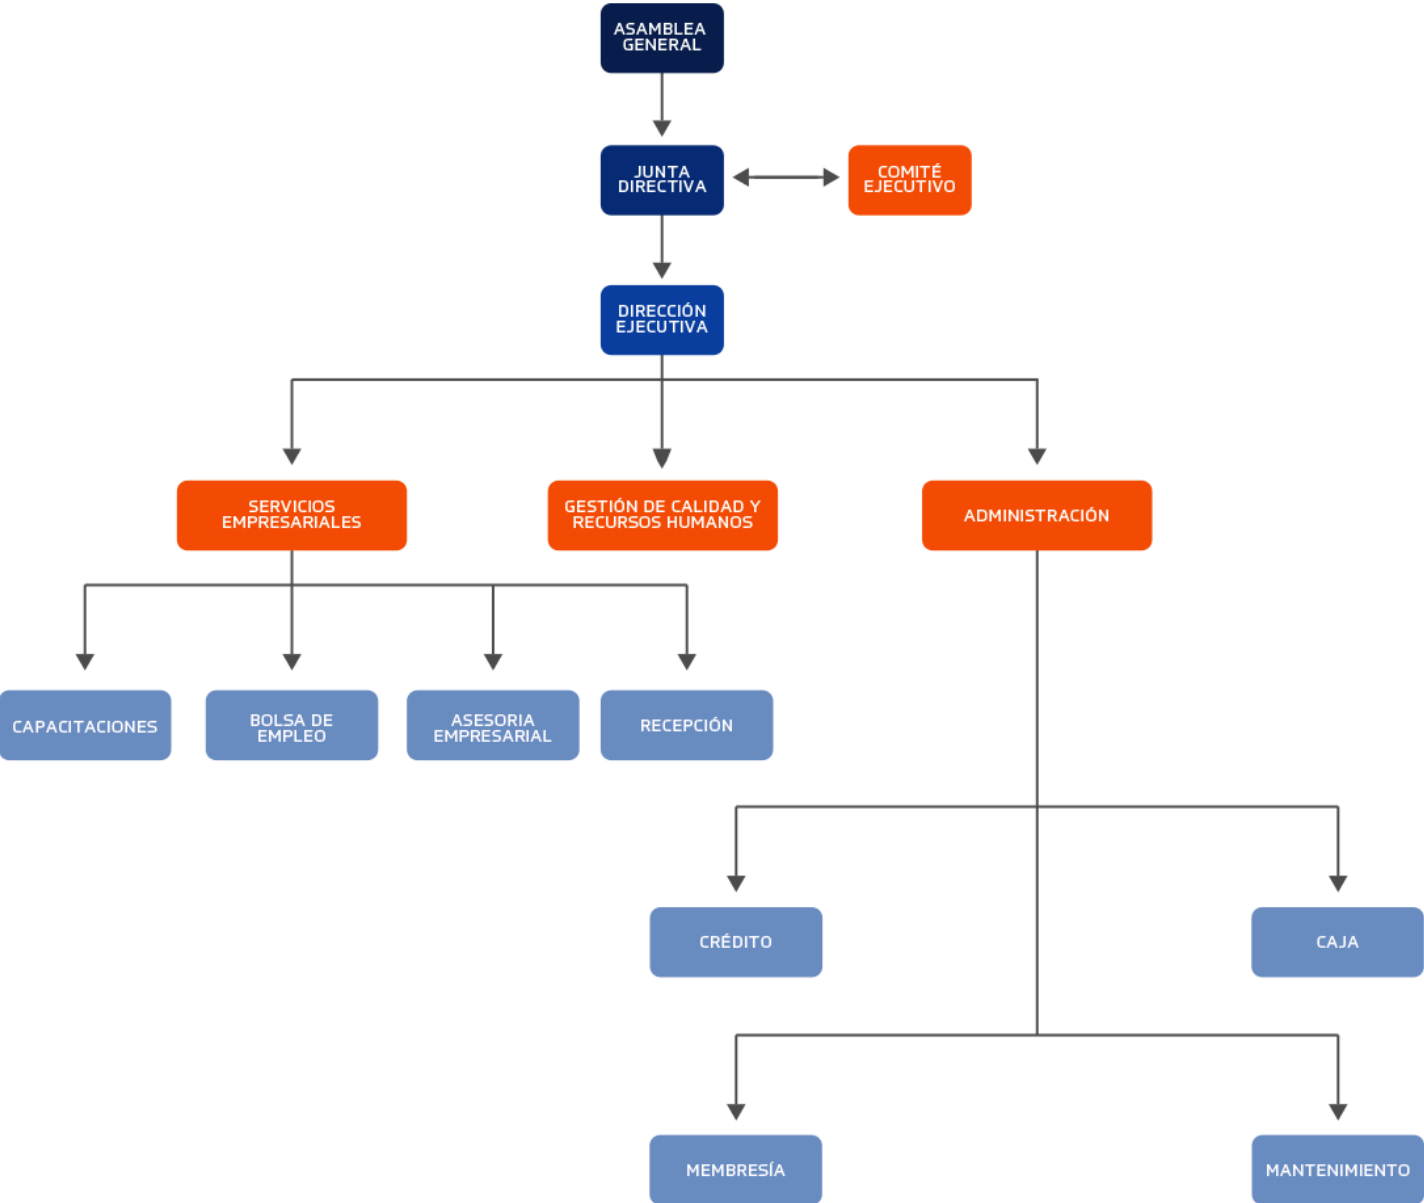 ASAMBLEA
GENERAL
JUNTA
DIRECTIVA
COMITÉ
EJECUTIVO
DIRECCIÓN
EJECUTIVA
SERVICIOS
EMPRESARIALES
GESTIÓN DE CALIDAD Y
RECURSOS HUMANOS
ADMINISTRACIÓN
CAPACITACIONES
BOLSA DE
EMPLEO
ASESORIA
EMPRESARIAL
RECEPCIÓN
CRÉDITO
CAJA
MEMBRESÍA
MANTENIMIENTO